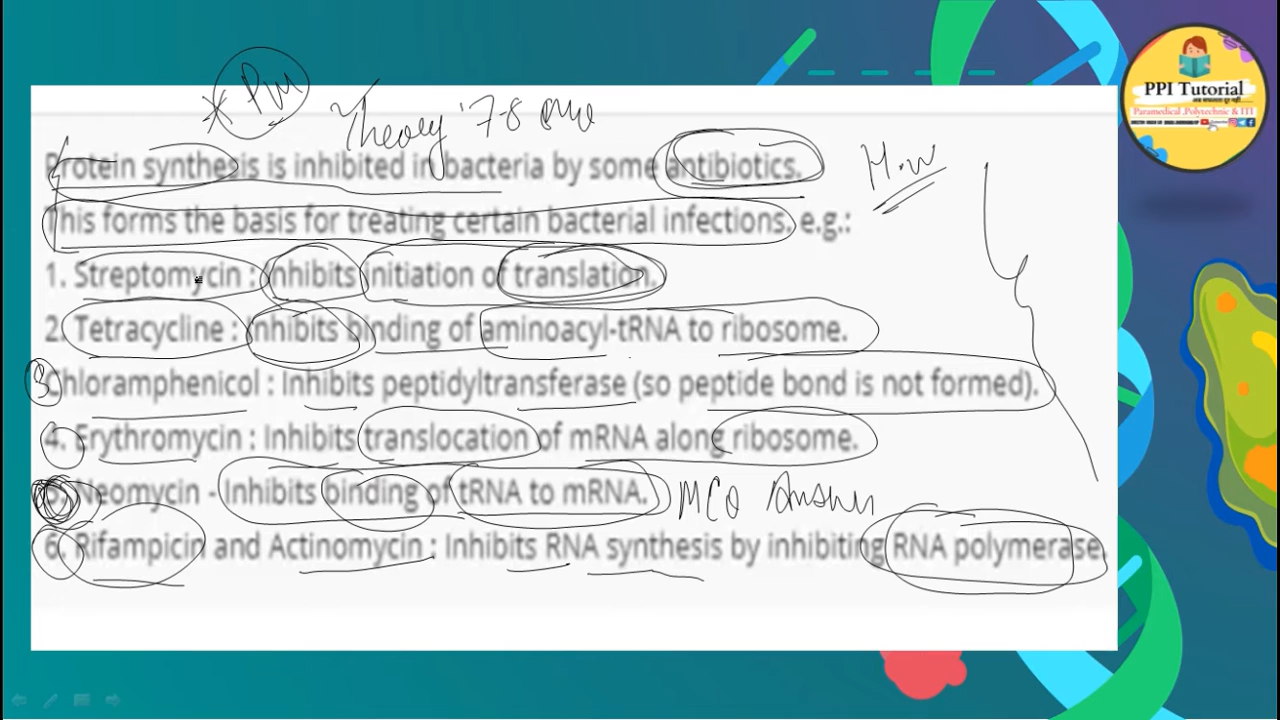 PPI Tutorial
Paramedical ,Polytechnic & ITI
* PM
Theory 7-8
H.W
Protein synthesis is inhibited in bacteria by some antibiotics.
This forms the basis for treating certain bacterial infections. e.g.:
1. Streptomycin : Inhibits initiation of translation.
2. Tetracycline : Inhibits binding of aminoacyl-tRNA to ribosome.
3 Chloramphenicol : Inhibits peptidyltransferase (so peptide bond is not formed).
4. Erythromycin : Inhibits translocation of mRNA along ribosome.
Neomycin - Inhibits binding of tRNA to mRNA. MCQ Answer
6. Rifampicin and Actinomycin : Inhibits RNA synthesis by inhibiting RNA polymerase.